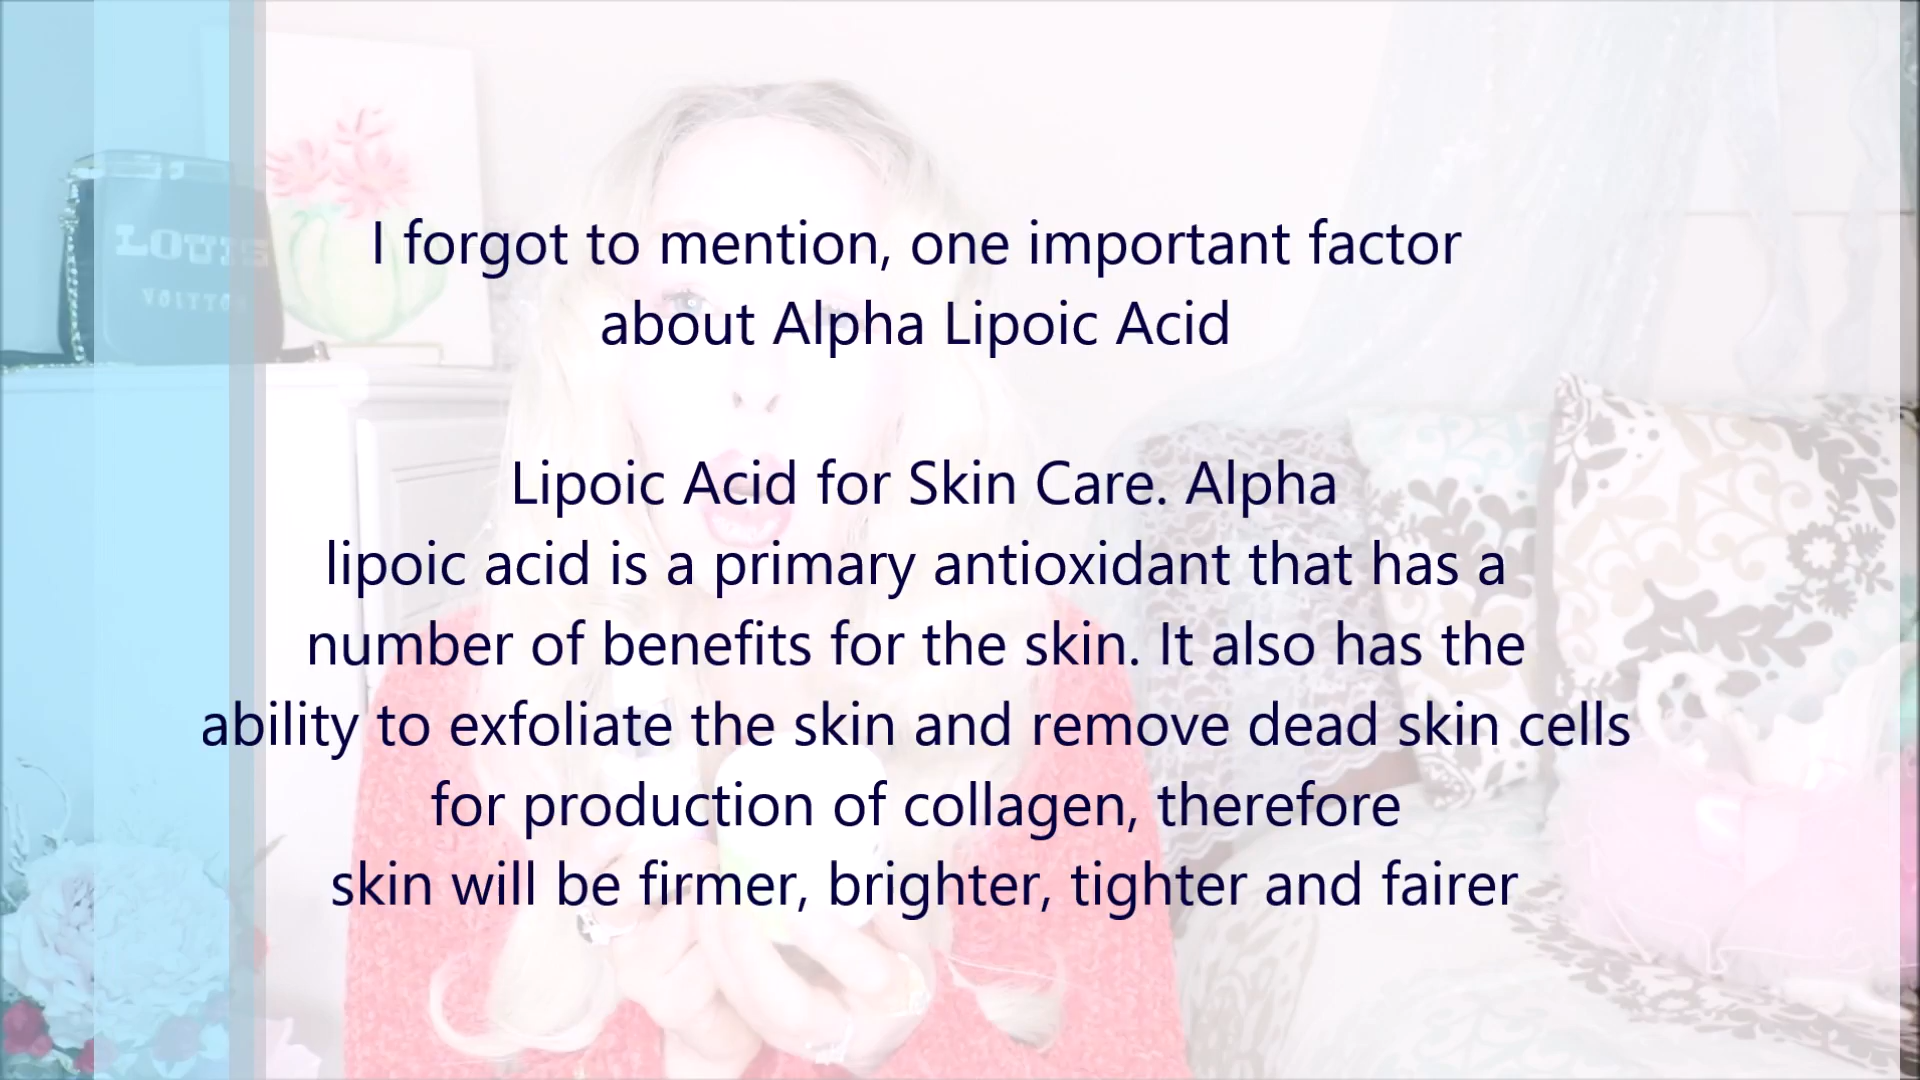 LOUIS
VUITTON
I forgot to mention, one important factor
about Alpha Lipoic Acid
Lipoic Acid for Skin Care. Alpha
lipoic acid is a primary antioxidant that has a
number of benefits for the skin. It also has the
ability to exfoliate the skin and remove dead skin cells
for production of collagen, therefore
skin will be firmer, brighter, tighter and fairer